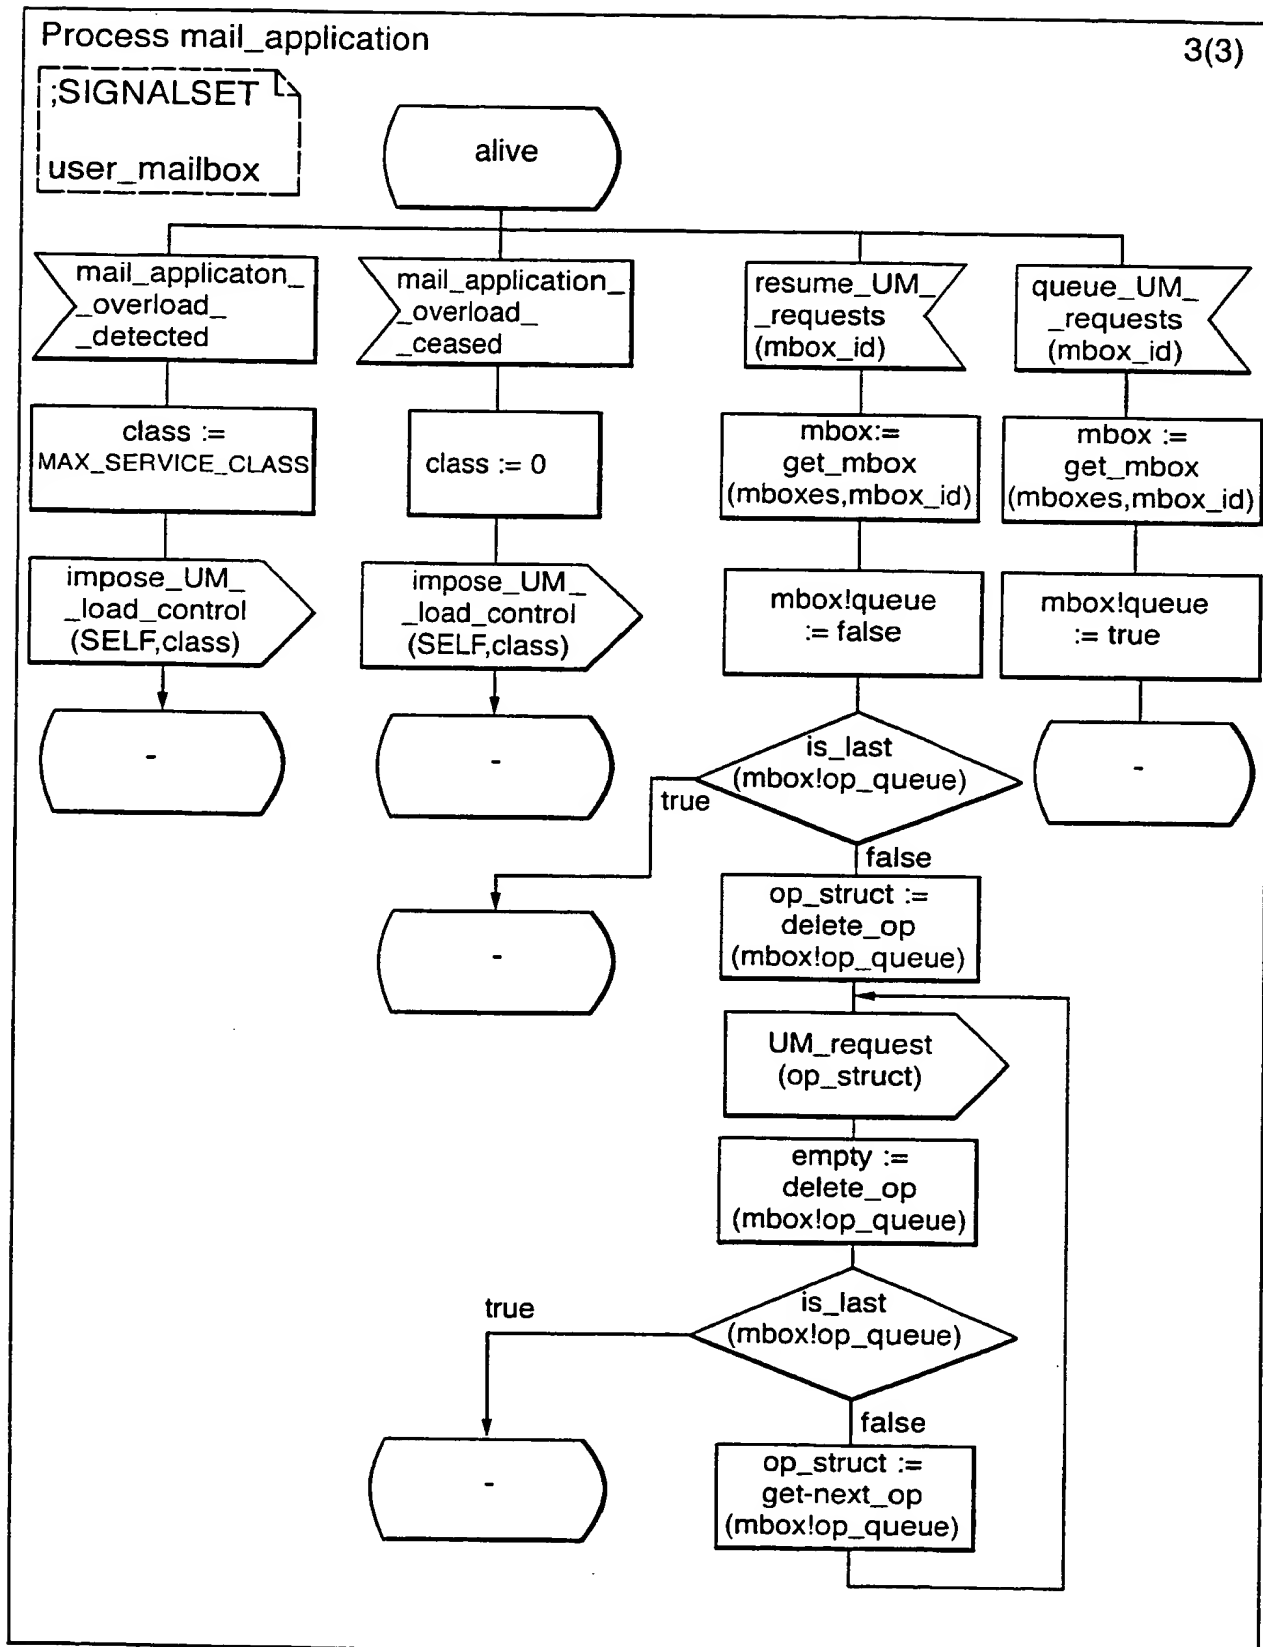 Process mail_application
3(3)
;SIGNALSET
user_mailbox
alive
mail_applicaton_
_overload_
_detected
class :=
MAX_SERVICE_CLASS
impose_UM_
_load_control
(SELF,class)
-
mail_application_
_overload_
_ceased
class := 0
impose_UM_
_load_control
(SELF,class)
-
resume_UM_
_requests
(mbox_id)
mbox:=
get_mbox
(mboxes,mbox_id)
mbox!queue
:= false
is_last
(mbox!op_queue)
true
-
false
op_struct :=
delete_op
(mbox!op_queue)
UM_request
(op_struct)
empty :=
delete_op
(mbox!op_queue)
is_last
(mbox!op_queue)
true
-
false
op_struct :=
get-next_op
(mbox!op_queue)
queue_UM_
_requests
(mbox_id)
mbox :=
get_mbox
(mboxes,mbox_id)
mbox!queue
:= true
-